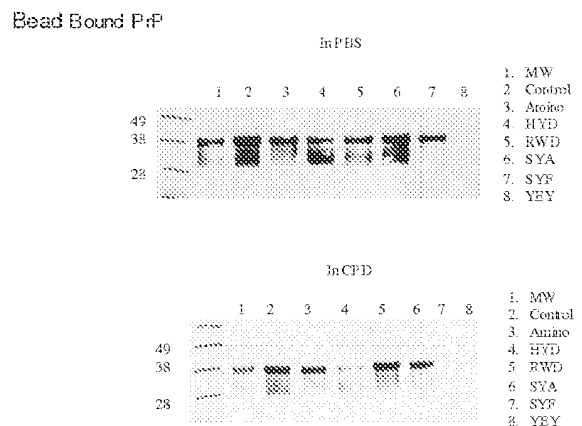 Bead Bound PrP
In PBS
1 2 3 4 5 6 7 8
49
38
28
1. MW
2 Control
3. Amino
4. HYD
5. RWD
6. SYA
7. SYF
8. YEY
In CPD
1 2 3 4 5 6 7 8
49
38
28
1. MW
2. Control
3. Amino
4. HYD
5 RWD
6 SYA
7. SYF
8. YEY